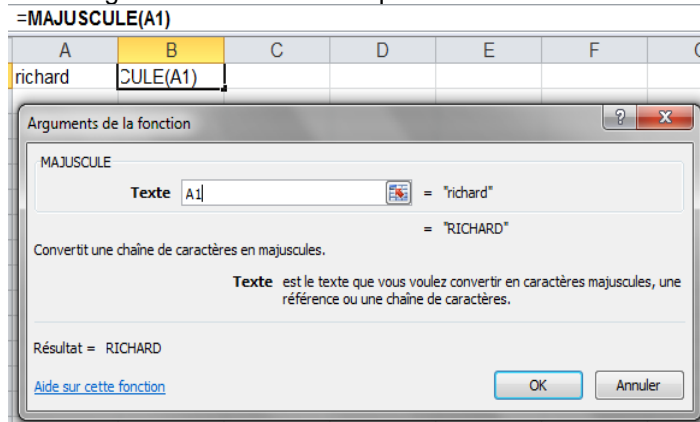 =MAJUSCULE(A1)
A B C D E F
richard CULE(A1)
Arguments de la fonction
MAJUSCULE
Texte A1 = "richard"
= "RICHARD"
Convertit une chaîne de caractères en majuscules.
Texte est le texte que vous voulez convertir en caractères majuscules, une
référence ou une chaîne de caractères.
Résultat = RICHARD
Aide sur cette fonction OK Annuler